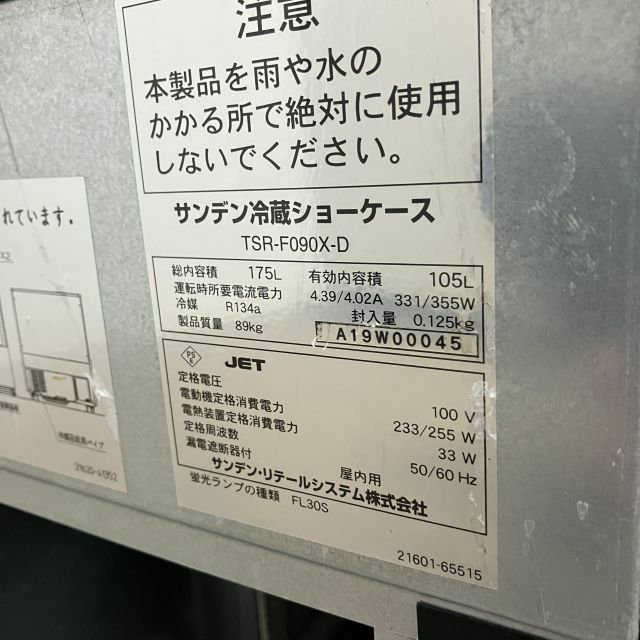 注意
本製品を雨や水の
かかる所で絶対に使用
しないでください。
れています.
サンデン冷蔵ショーケース
TSR-F090X-D
総内容積 175L 有効内容積 105L
運転時所要電流電力 4.39/4.02A 331/355W
冷媒 R134a 封入量 0.125kg
製品質量 89kg A19W00045
PS
E
JET
定格電圧 100 V
電動機定格消費電力 233/255 W
電熱装置定格消費電力 33 W
定格周波数 50/60 Hz
漏電遮断器付 屋内用
サンデン・リテールシステム株式会社
蛍光ランプの種類 FL30S
21601-65515